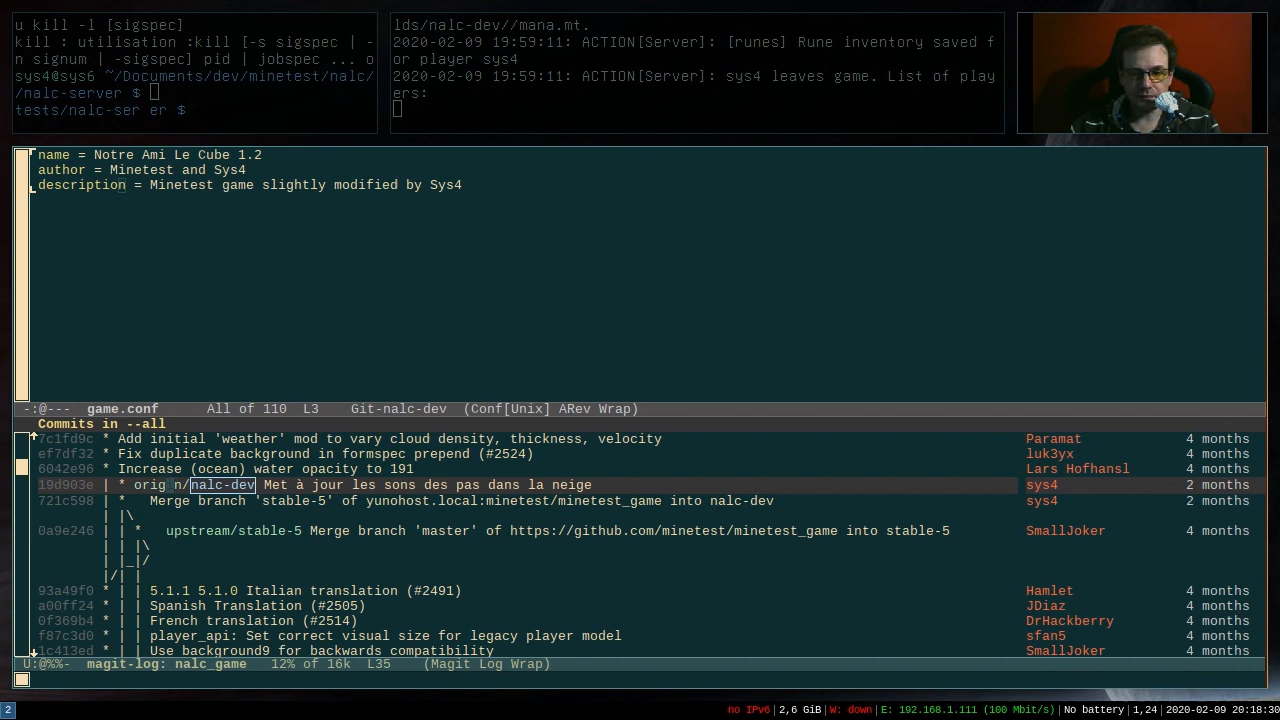 u kill -l [sigspec]
kill : utilisation :kill [-s sigspec | -
n signum | -sigspec] pid | jobspec ... o
sys4@sys6 ~/Documents/dev/minetest/nalc/
/nalc-server $
tests/nalc-ser er $
lds/nalc-dev//mana.mt.
2020-02-09 19:59:11: ACTION[Server]: [runes] Rune inventory saved f
or player sys4
2020-02-09 19:59:11: ACTION[Server]: sys4 leaves game. List of play
ers:
name = Notre Ami Le Cube 1.2
author = Minetest and Sys4
description = Minetest game slightly modified by Sys4
-:@--- game.conf All of 110 L3 Git-nalc-dev (Conf[Unix] ARev Wrap)
Commits in --all
7c1fd9c * Add initial 'weather' mod to vary cloud density, thickness, velocity Paramat 4 months
ef7df32 * Fix duplicate background in formspec prepend (#2524) luk3yx 4 months
6042e96 * Increase (ocean) water opacity to 191 Lars Hofhansl 4 months
19d903e | * orig n/nalc-dev Met à jour les sons des pas dans la neige sys4 2 months
721c598 | * Merge branch 'stable-5' of yunohost.local:minetest/minetest_game into nalc-dev sys4 2 months
| |\
0a9e246 | | * upstream/stable-5 Merge branch 'master' of https://github.com/minetest/minetest_game into stable-5 SmallJoker 4 months
| | |\
| |_|/
|/| |
93a49f0 * | | 5.1.1 5.1.0 Italian translation (#2491) Hamlet 4 months
a00ff24 * | | Spanish Translation (#2505) JDiaz 4 months
0f369b4 * | | French translation (#2514) DrHackberry 4 months
f87c3d0 * | | player_api: Set correct visual size for legacy player model sfan5 4 months
1c413ed * | | Use background9 for backwards compatibility SmallJoker 4 months
U:@%%- magit-log: nalc_game 12% of 16k L35 (Magit Log Wrap)
2 no IPv6|2,6 GiB|W: down|E: 192.168.1.111 (100 Mbit/s)|No battery|1,24|2020-02-09 20:18:30